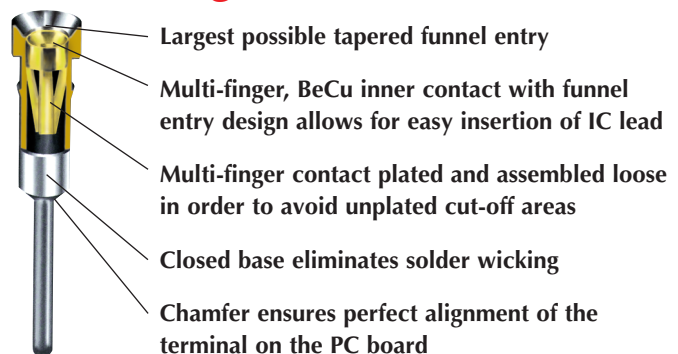 Largest possible tapered funnel entry
Multi-finger, BeCu inner contact with funnel
entry design allows for easy insertion of IC lead
Multi-finger contact plated and assembled loose
in order to avoid unplated cut-off areas
Closed base eliminates solder wicking
Chamfer ensures perfect alignment of the
terminal on the PC board